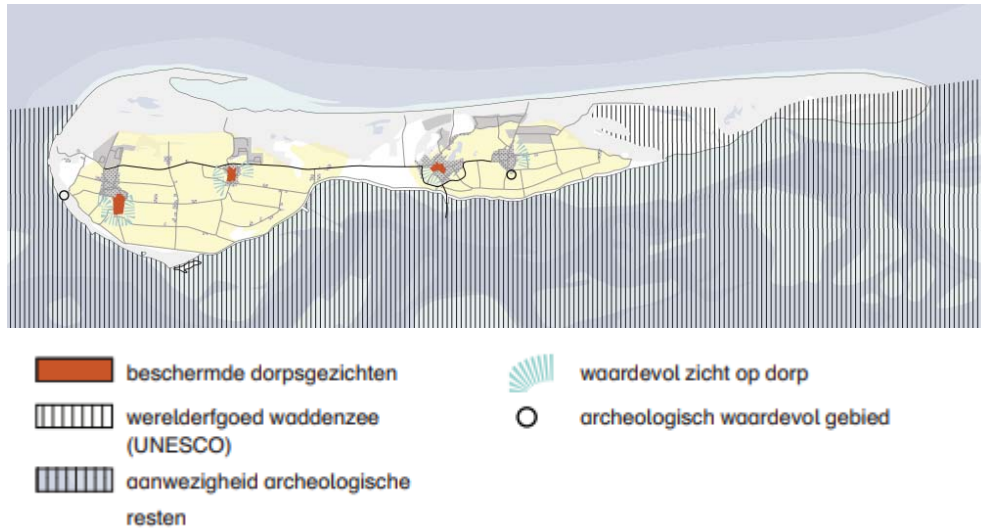 beschermde dorpsgezichten
waardevol zicht op dorp
werelderfgoed waddenzee
(UNESCO)
archeologisch waardevol gebied
aanwezigheid archeologische
resten